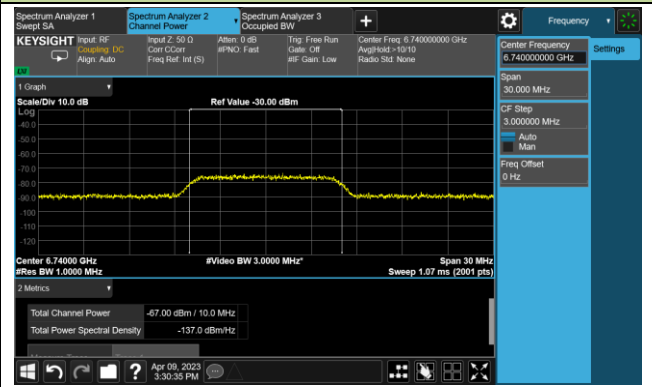 Spectrum Analyzer 1
Swept SA
Spectrum Analyzer 2
Channel Power
Spectrum Analyzer 3
Occupied BW
Frequency
KEYSIGHT
Input: RF
Coupling: DC
Align: Auto
Input Z: 50 Ω
Corr CCorr
Freq Ref: Int (S)
Atten: 0 dB
#PNO: Fast
Trig: Free Run
Gate: Off
#IF Gain: Low
Center Freq: 6.740000000 GHz
Avg|Hold:>10/10
Radio Std: None
Center Frequency
6.740000000 GHz
Settings
Span
30.000 MHz
CF Step
3.000000 MHz
Auto
Man
Freq Offset
0 Hz
1 Graph
Scale/Div 10.0 dB
Ref Value -30.00 dBm
Log
-40.0
-50.0
-60.0
-70.0
-80.0
-90.0
-100
-110
-120
Center 6.74000 GHz
#Res BW 1.0000 MHz
#Video BW 3.0000 MHz*
Span 30 MHz
Sweep 1.07 ms (2001 pts)
2 Metrics
Total Channel Power
-67.00 dBm / 10.0 MHz
Total Power Spectral Density
-137.0 dBm/Hz
Apr 09, 2023
3:30:35 PM